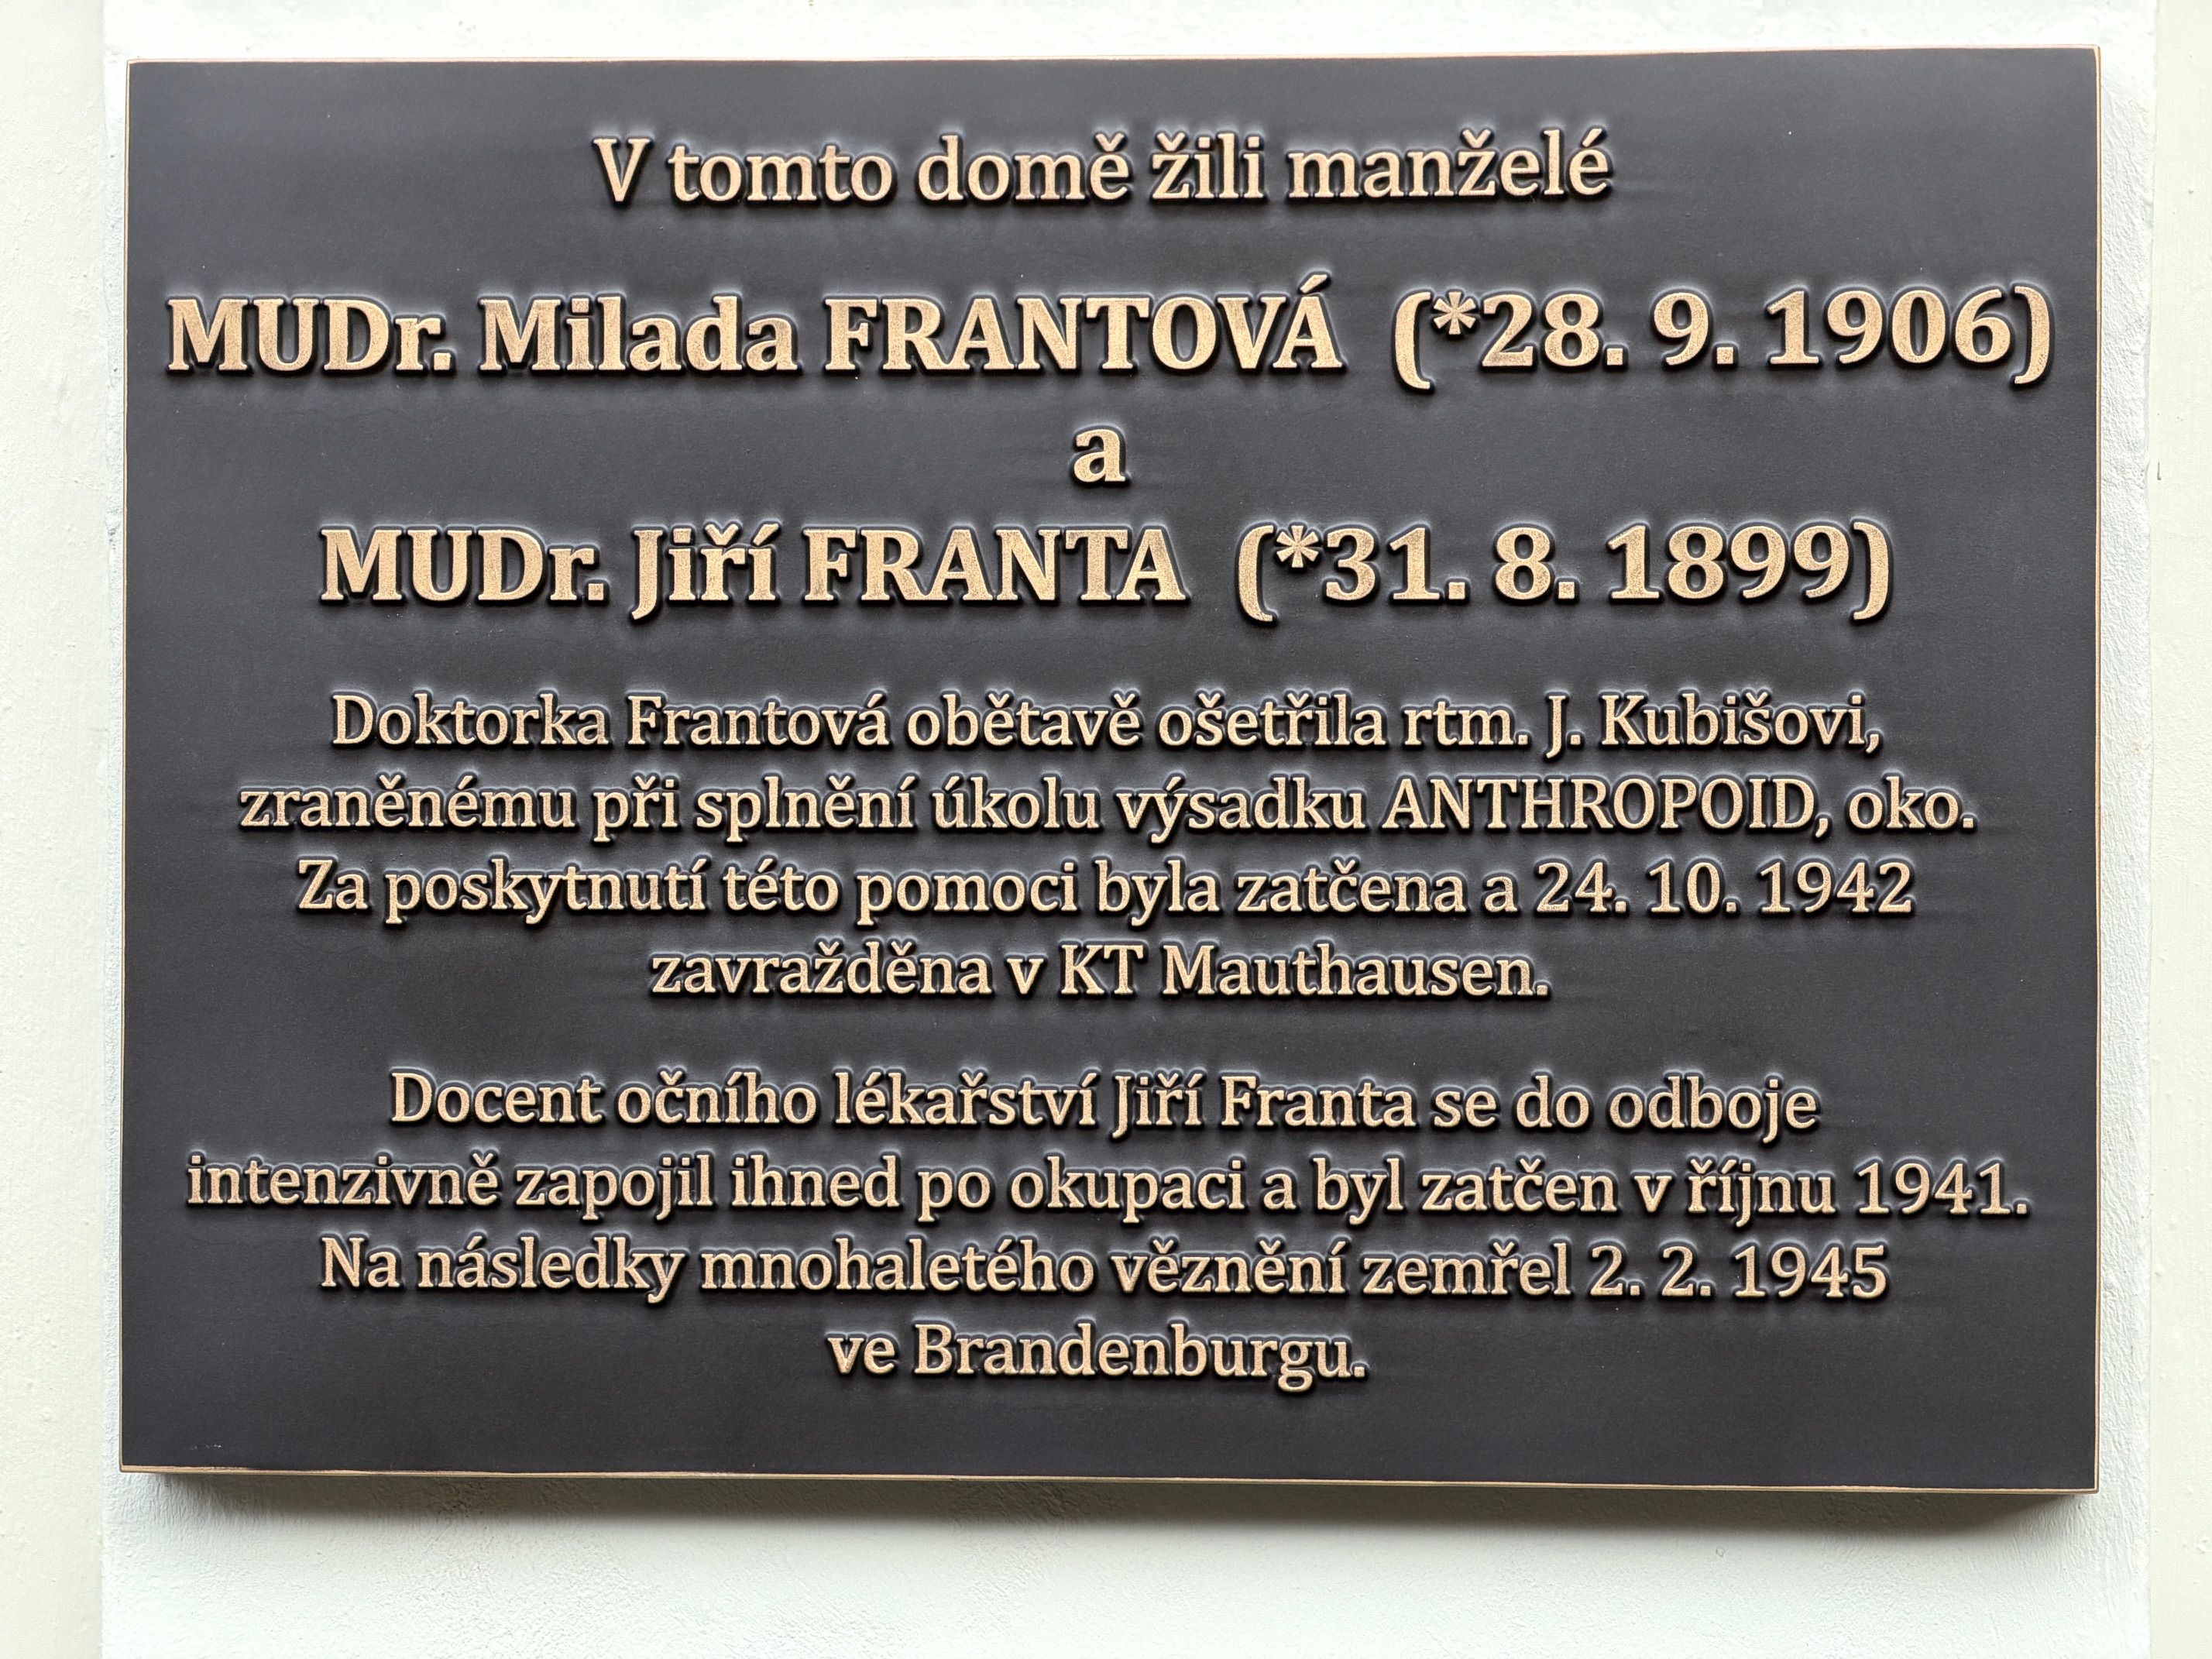 V tomto domě žili manželé
MUDr. Milada FRANTOVÁ (*28. 9. 1906)
a
MUDr. Jiří FRANTA (*31. 8. 1899)
Doktorka Frantová obětavě ošetřila rtm. J. Kubišovi,
zraněnému při splnění úkolu výsadku ANTHROPOID, oko.
Za poskytnutí této pomoci byla zatčena a 24. 10. 1942
zavražděna v KT Mauthausen.
Docent očního lékařství Jiří Franta se do odboje
intenzivně zapojil ihned po okupaci a byl zatčen v říjnu 1941.
Na následky mnohaletého věznění zemřel 2. 2. 1945
ve Brandenburgu.